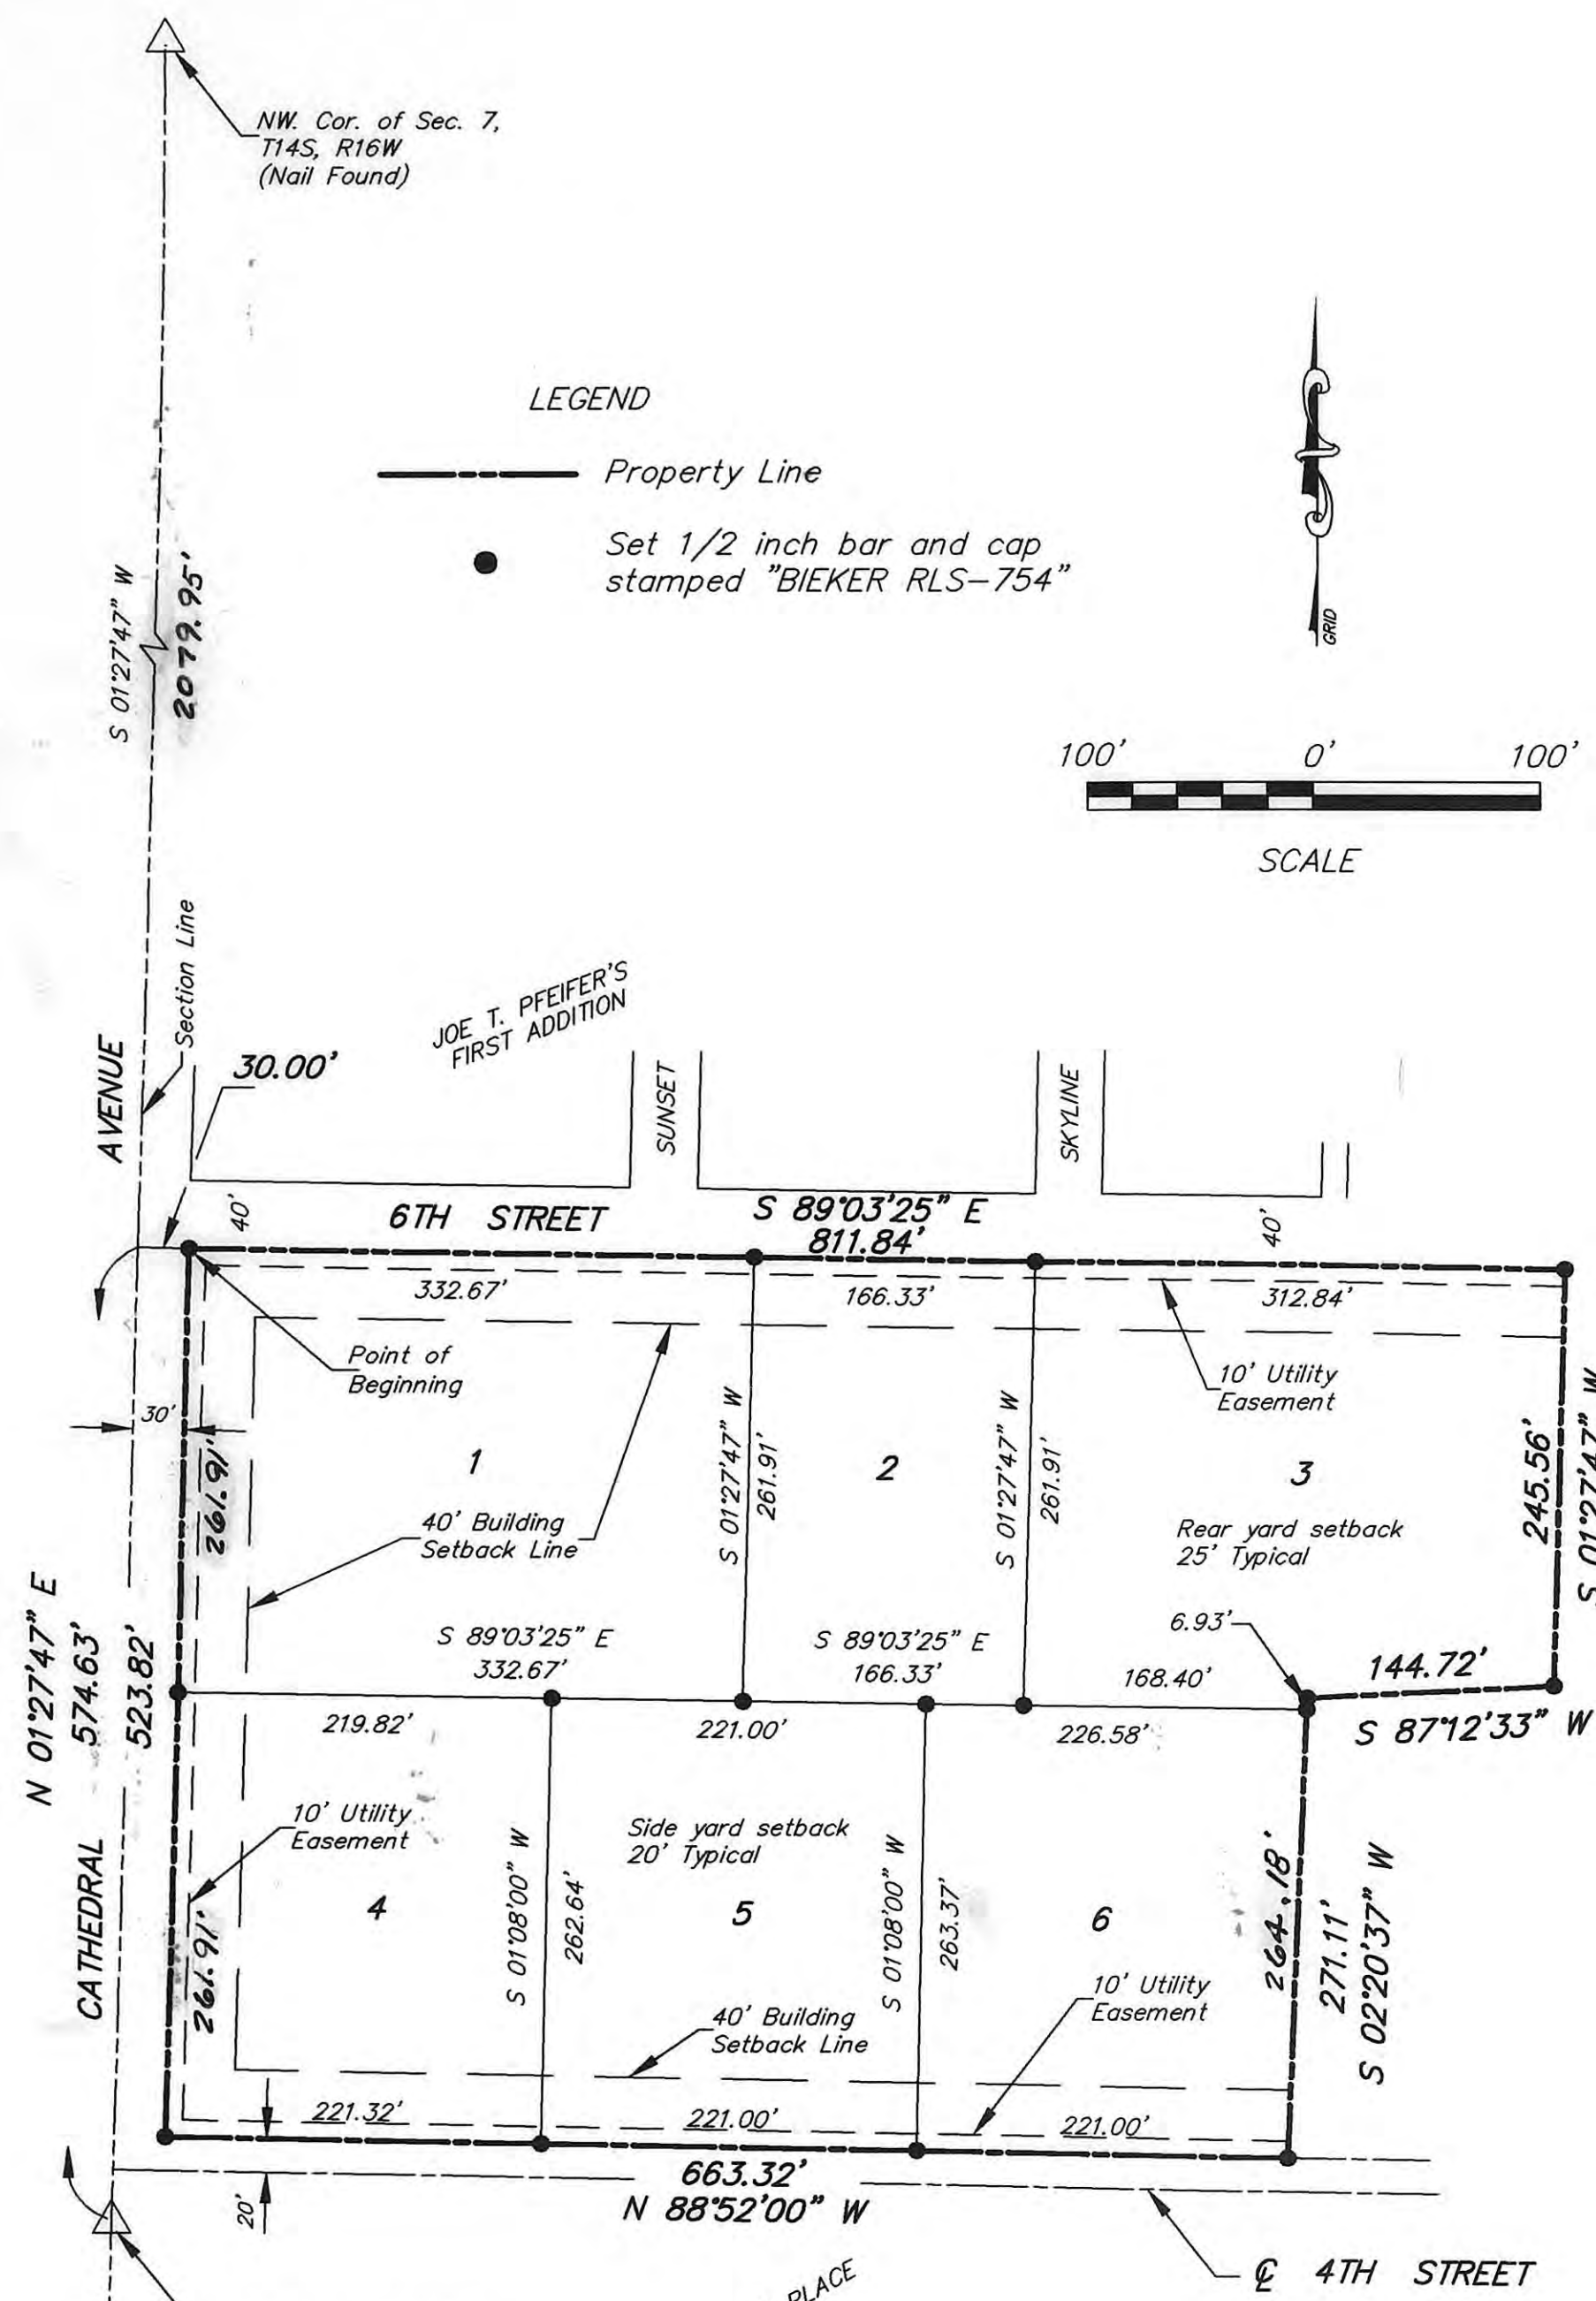 NW. Cor. of Sec. 7,
T14S, R16W
(Nail Found)
LEGEND
Property Line
Set 1/2 inch bar and cap
stamped "BIEKER RLS-754"
GRID
S 01°27'47" W
2079.95'
100' 0' 100'
SCALE
Section Line
AVENUE
JOE T. PFEIFER'S
FIRST ADDITION
30.00'
SUNSET
SKYLINE
40'
6TH STREET
S 89°03'25" E
811.84'
40'
332.67'
166.33'
312.84'
Point of
Beginning
10' Utility
Easement
30'
261.91'
1
S 01°27'47" W
261.91'
2
S 01°27'47" W
261.91'
3
245.56'
S 01°27'47" W
40' Building
Setback Line
Rear yard setback
25' Typical
N 01°27'47" E
574.63'
523.82'
S 89°03'25" E
332.67'
S 89°03'25" E
166.33'
6.93'
168.40'
144.72'
S 87°12'33" W
219.82'
221.00'
226.58'
10' Utility
Easement
Side yard setback
20' Typical
CATHEDRAL
261.91'
4
S 01°08'00" W
262.64'
5
S 01°08'00" W
263.37'
6
264.18'
271.11'
S 02°20'37" W
40' Building
Setback Line
10' Utility
Easement
221.32'
221.00'
221.00'
20'
663.32'
N 88°52'00" W
PLACE
℄ 4TH STREET